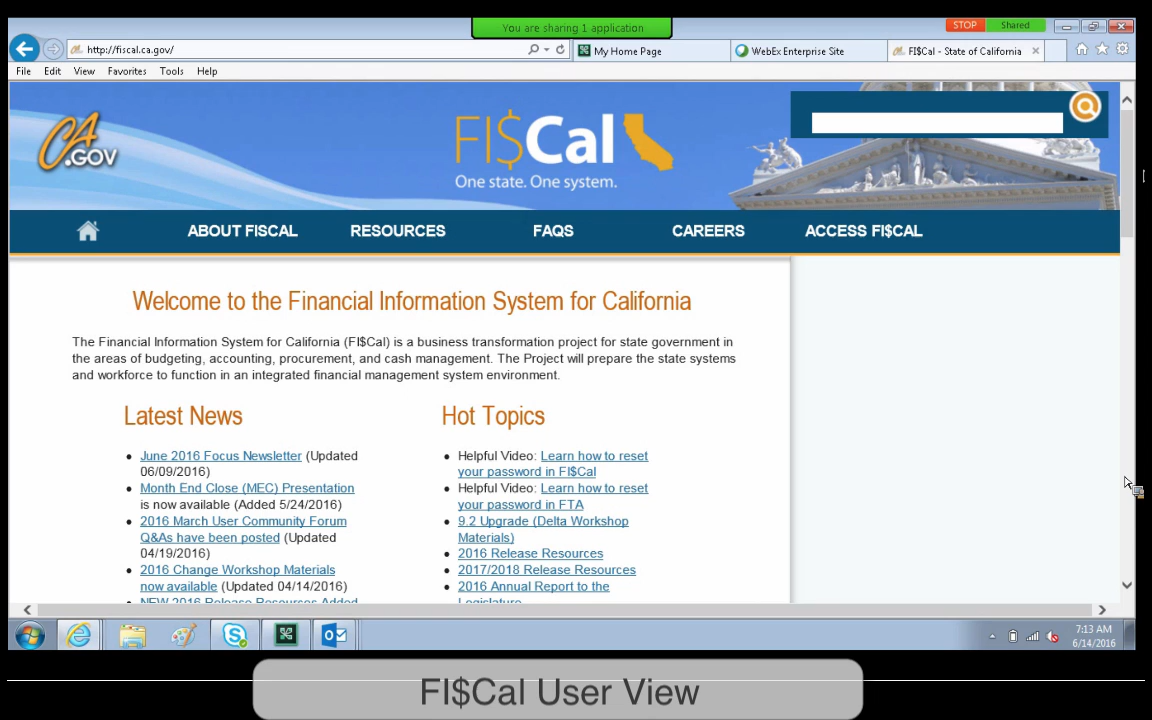 You are sharing 1 application
STOP Shared
http://fiscal.ca.gov/
My Home Page
WebEx Enterprise Site
FI$Cal - State of California
File Edit View Favorites Tools Help
CA.GOV
FI$Cal
One state. One system.
ABOUT FISCAL RESOURCES FAQS CAREERS ACCESS FI$CAL
Welcome to the Financial Information System for California
The Financial Information System for California (FI$Cal) is a business transformation project for state government in
the areas of budgeting, accounting, procurement, and cash management. The Project will prepare the state systems
and workforce to function in an integrated financial management system environment.
Latest News
June 2016 Focus Newsletter (Updated
06/09/2016)
Month End Close (MEC) Presentation
is now available (Added 5/24/2016)
2016 March User Community Forum
Q&As have been posted (Updated
04/19/2016)
2016 Change Workshop Materials
now available (Updated 04/14/2016)
NEW 2016 Release Resources Added
Hot Topics
Helpful Video: Learn how to reset
your password in FI$Cal
Helpful Video: Learn how to reset
your password in FTA
9.2 Upgrade (Delta Workshop
Materials)
2016 Release Resources
2017/2018 Release Resources
2016 Annual Report to the
Legislature
7:13 AM
6/14/2016
FI$Cal User View